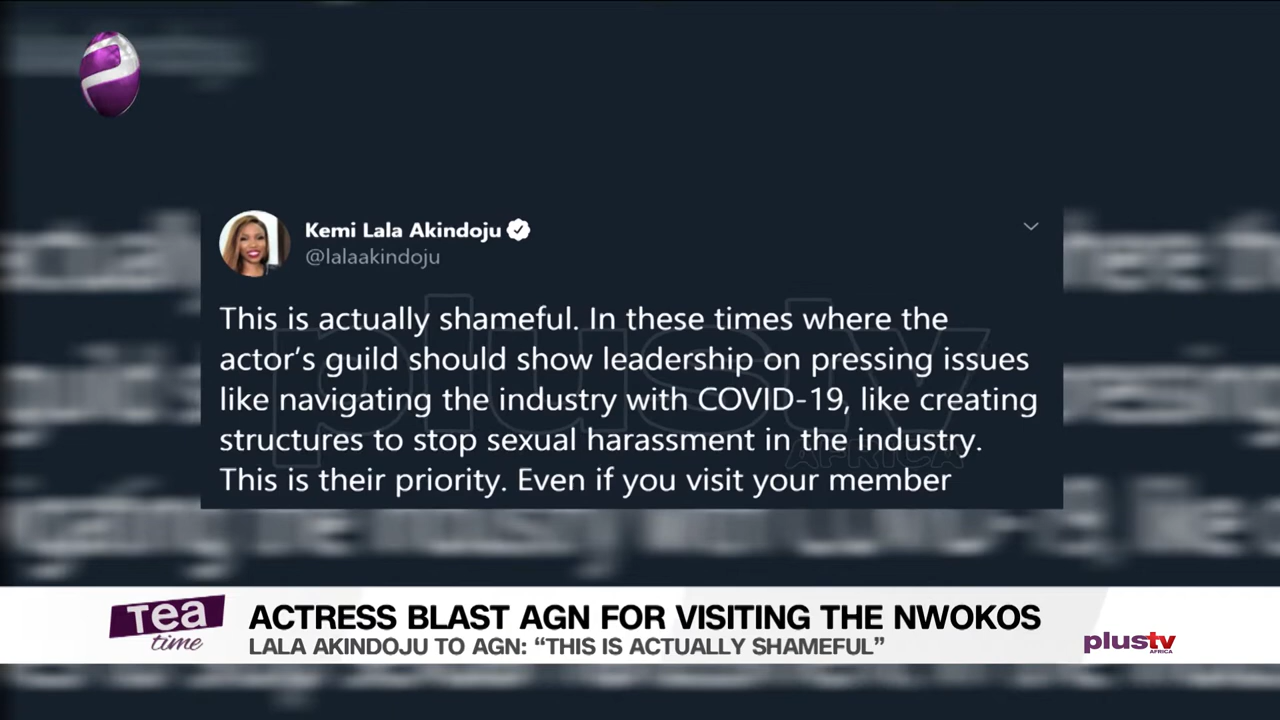 Kemi Lala Akindoju
@lalaakindoju
This is actually shameful. In these times where the
actor’s guild should show leadership on pressing issues
like navigating the industry with COVID-19, like creating
structures to stop sexual harassment in the industry.
This is their priority. Even if you visit your member
plustv
AFRICA
Tea
time
ACTRESS BLAST AGN FOR VISITING THE NWOKOS
LALA AKINDOJU TO AGN: “THIS IS ACTUALLY SHAMEFUL”
plustv
AFRICA